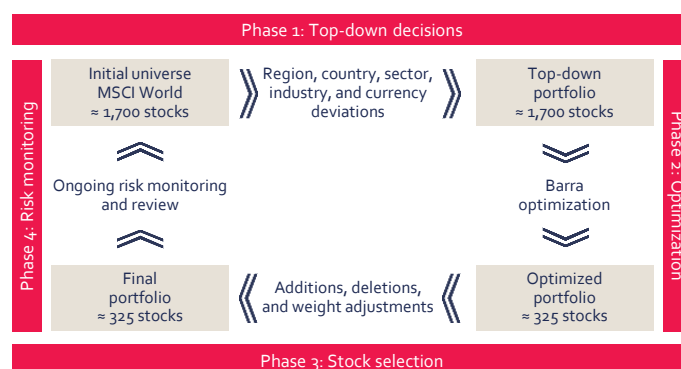 Phase 1: Top-down decisions
Initial universe
MSCI World
≈ 1,700 stocks
Region, country, sector,
industry, and currency
deviations
Top-down
portfolio
≈ 1,700 stocks
Phase 2: Optimization
Barra
optimization
Optimized
portfolio
≈ 325 stocks
Phase 3: Stock selection
Additions, deletions,
and weight adjustments
Final
portfolio
≈ 325 stocks
Phase 4: Risk monitoring
Ongoing risk monitoring
and review